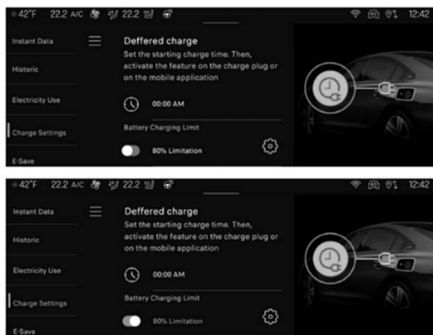 42°F 22.2 A/C 22.2 12:42
Instant Data
Historic
Electricity Use
Charge Settings
E-Save
Deffered charge
Set the starting charge time. Then,
activate the feature on the charge plug or
on the mobile application
00:00 AM
Battery Charging Limit
80% Limitation
42°F 22.2 A/C 22.2 12:42
Instant Data
Historic
Electricity Use
Charge Settings
E-Save
Deffered charge
Set the starting charge time. Then,
activate the feature on the charge plug or
on the mobile application
00:00 AM
Battery Charging Limit
80% Limitation